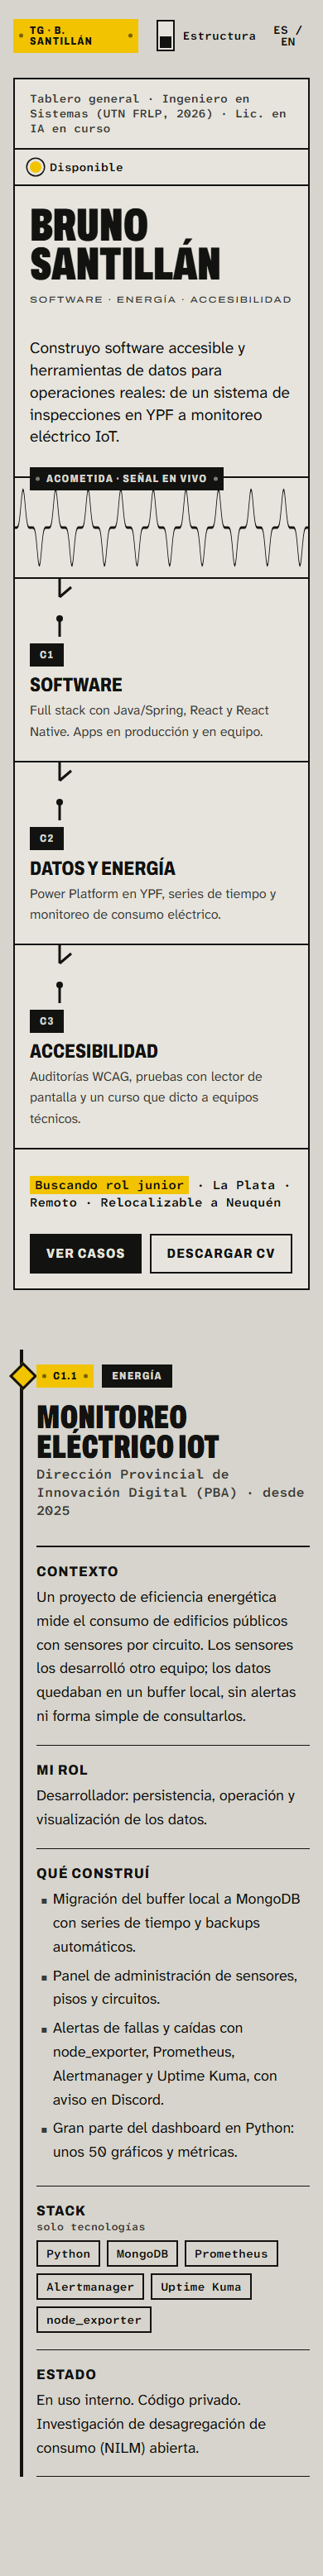 TG · B.
SANTILLÁN
Estructura
ES /
EN
Tablero general · Ingeniero en
Sistemas (UTN FRLP, 2026) · Lic. en
IA en curso
Disponible
BRUNO
SANTILLÁN
SOFTWARE · ENERGÍA · ACCESIBILIDAD
Construyo software accesible y
herramientas de datos para
operaciones reales: de un sistema de
inspecciones en YPF a monitoreo
eléctrico IoT.
ACOMETIDA · SEÑAL EN VIVO
C1
SOFTWARE
Full stack con Java/Spring, React y React
Native. Apps en producción y en equipo.
C2
DATOS Y ENERGÍA
Power Platform en YPF, series de tiempo y
monitoreo de consumo eléctrico.
C3
ACCESIBILIDAD
Auditorías WCAG, pruebas con lector de
pantalla y un curso que dicto a equipos
técnicos.
Buscando rol junior · La Plata ·
Remoto · Relocalizable a Neuquén
VER CASOS
DESCARGAR CV
C1.1
ENERGÍA
MONITOREO
ELÉCTRICO IOT
Dirección Provincial de
Innovación Digital (PBA) · desde
2025
CONTEXTO
Un proyecto de eficiencia energética
mide el consumo de edificios públicos
con sensores por circuito. Los sensores
los desarrolló otro equipo; los datos
quedaban en un buffer local, sin alertas
ni forma simple de consultarlos.
MI ROL
Desarrollador: persistencia, operación y
visualización de los datos.
QUÉ CONSTRUÍ
Migración del buffer local a MongoDB
con series de tiempo y backups
automáticos.
Panel de administración de sensores,
pisos y circuitos.
Alertas de fallas y caídas con
node_exporter, Prometheus,
Alertmanager y Uptime Kuma, con
aviso en Discord.
Gran parte del dashboard en Python:
unos 50 gráficos y métricas.
STACK
solo tecnologías
Python
MongoDB
Prometheus
Alertmanager
Uptime Kuma
node_exporter
ESTADO
En uso interno. Código privado.
Investigación de desagregación de
consumo (NILM) abierta.